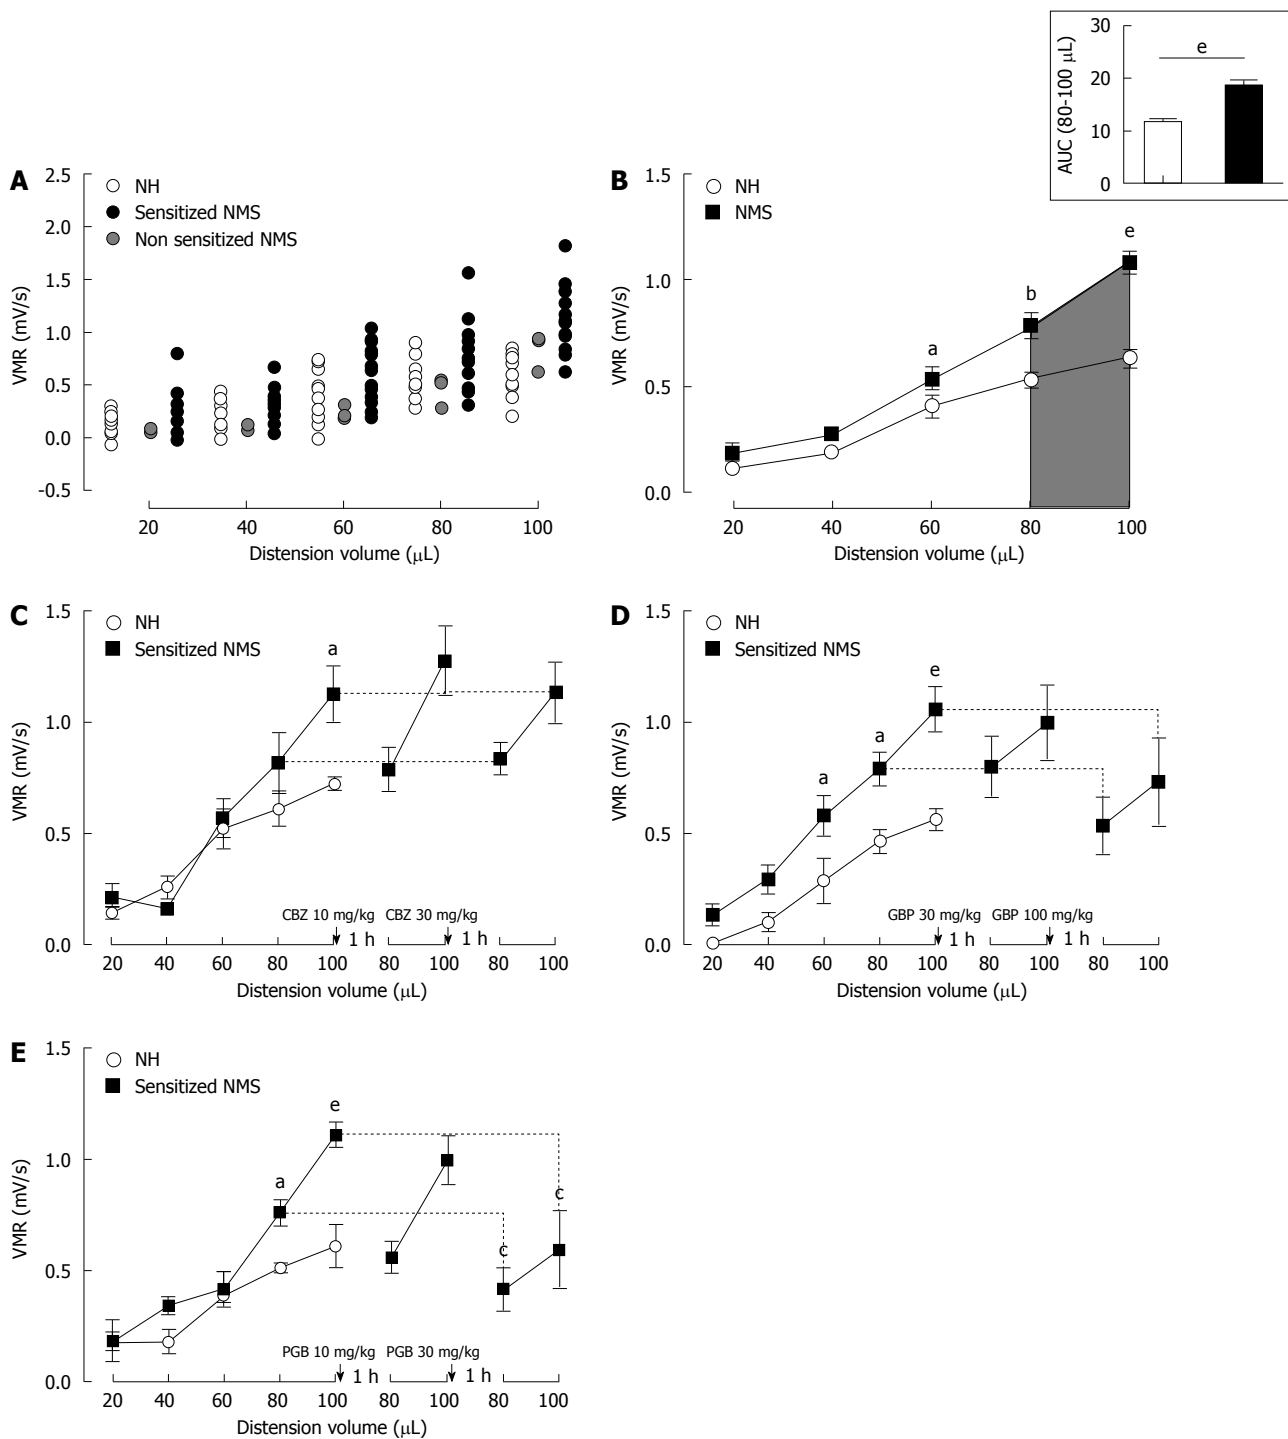 30
20
10
0
AUC (80-100 μL)
e
A
2.5
2.0
1.5
1.0
0.5
0.0
-0.5
VMR (mV/s)
NH
Sensitized NMS
Non sensitized NMS
20 40 60 80 100
Distension volume (μL)
B
1.5
1.0
0.5
0.0
VMR (mV/s)
NH
NMS
a
b
e
20 40 60 80 100
Distension volume (μL)
C
1.5
1.0
0.5
0.0
VMR (mV/s)
NH
Sensitized NMS
a
CBZ 10 mg/kg CBZ 30 mg/kg
1 h 1 h
20 40 60 80 100 80 100 80 100
Distension volume (μL)
D
1.5
1.0
0.5
0.0
VMR (mV/s)
NH
Sensitized NMS
a
a
e
GBP 30 mg/kg GBP 100 mg/kg
1 h 1 h
20 40 60 80 100 80 100 80 100
Distension volume (μL)
E
1.5
1.0
0.5
0.0
VMR (mV/s)
NH
Sensitized NMS
a
e
c
c
PGB 10 mg/kg PGB 30 mg/kg
1 h 1 h
20 40 60 80 100 80 100 80 100
Distension volume (μL)